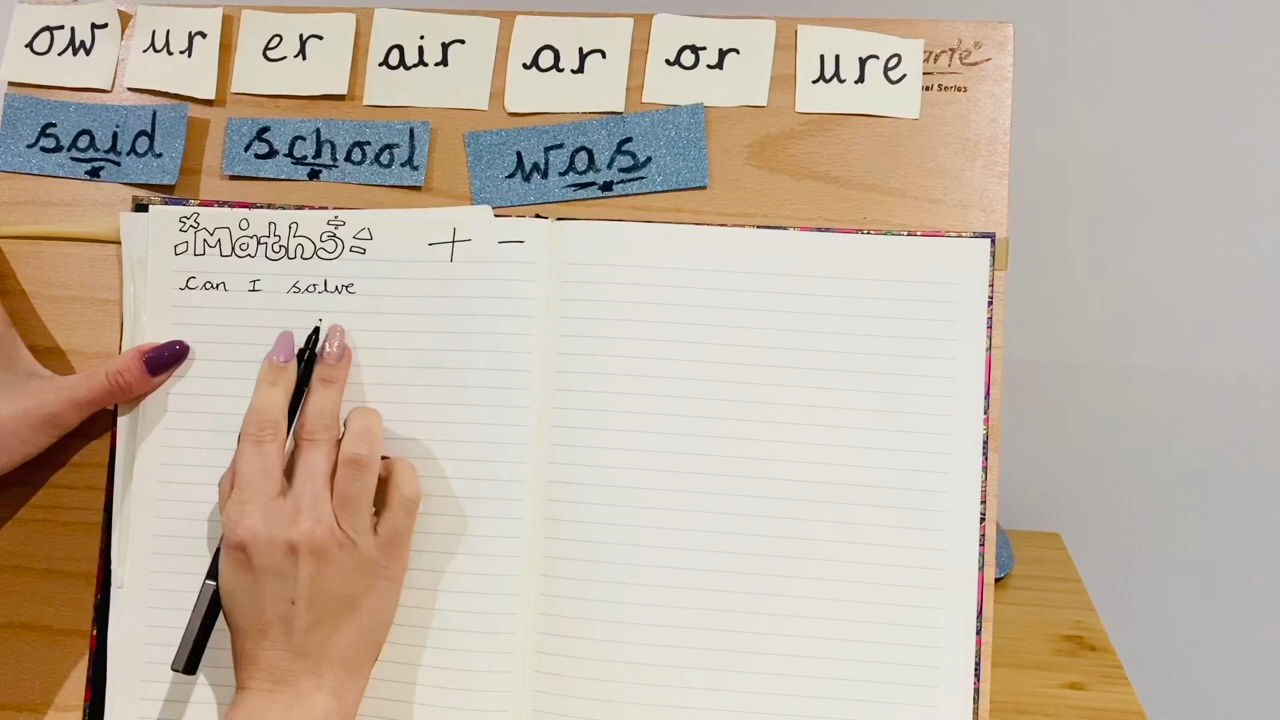 ow ur er air ar or ure
said school was
Maths + -
can I solve